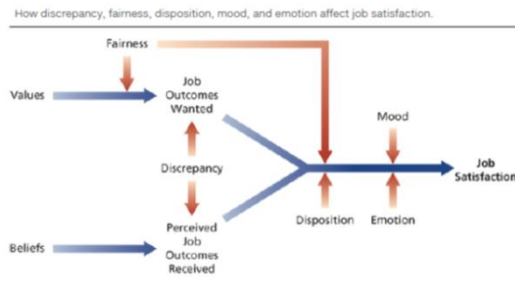 How discrepancy, fairness, disposition, mood, and emotion affect job satisfaction.
Fairness
Values
Job
Outcomes
Wanted
Mood
Discrepancy
Job
Satisfaction
Disposition
Emotion
Perceived
Job
Outcomes
Received
Beliefs